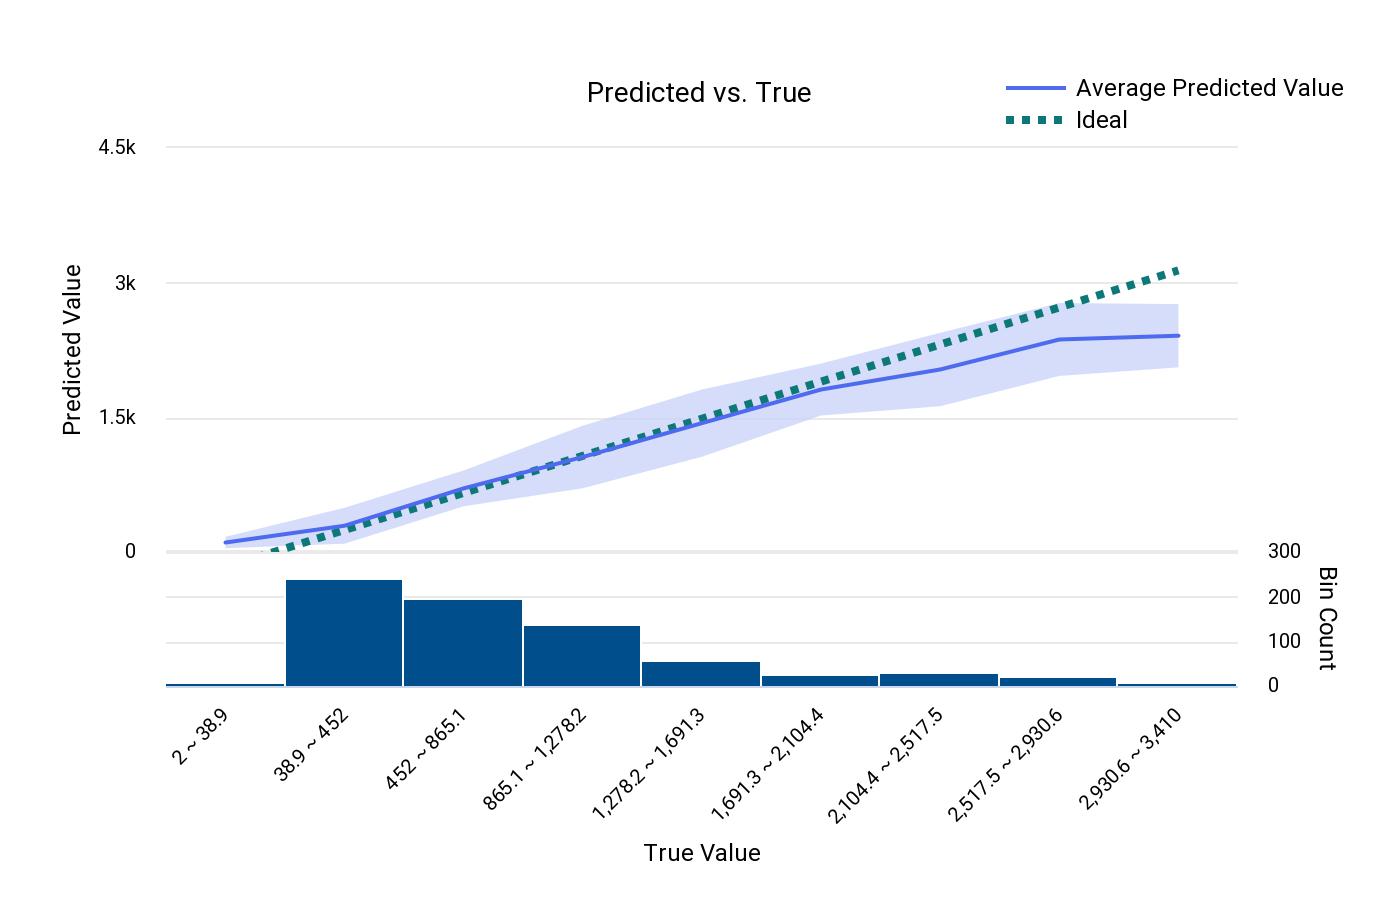 Predicted vs. True
Average Predicted Value
Ideal
4.5k
3k
1.5k
0
Predicted Value
300
200
100
0
Bin Count
2 ~ 38.9
38.9 ~ 452
452 ~ 865.1
865.1 ~ 1,278.2
1,278.2 ~ 1,691.3
1,691.3 ~ 2,104.4
2,104.4 ~ 2,517.5
2,517.5 ~ 2,930.6
2,930.6 ~ 3,410
True Value